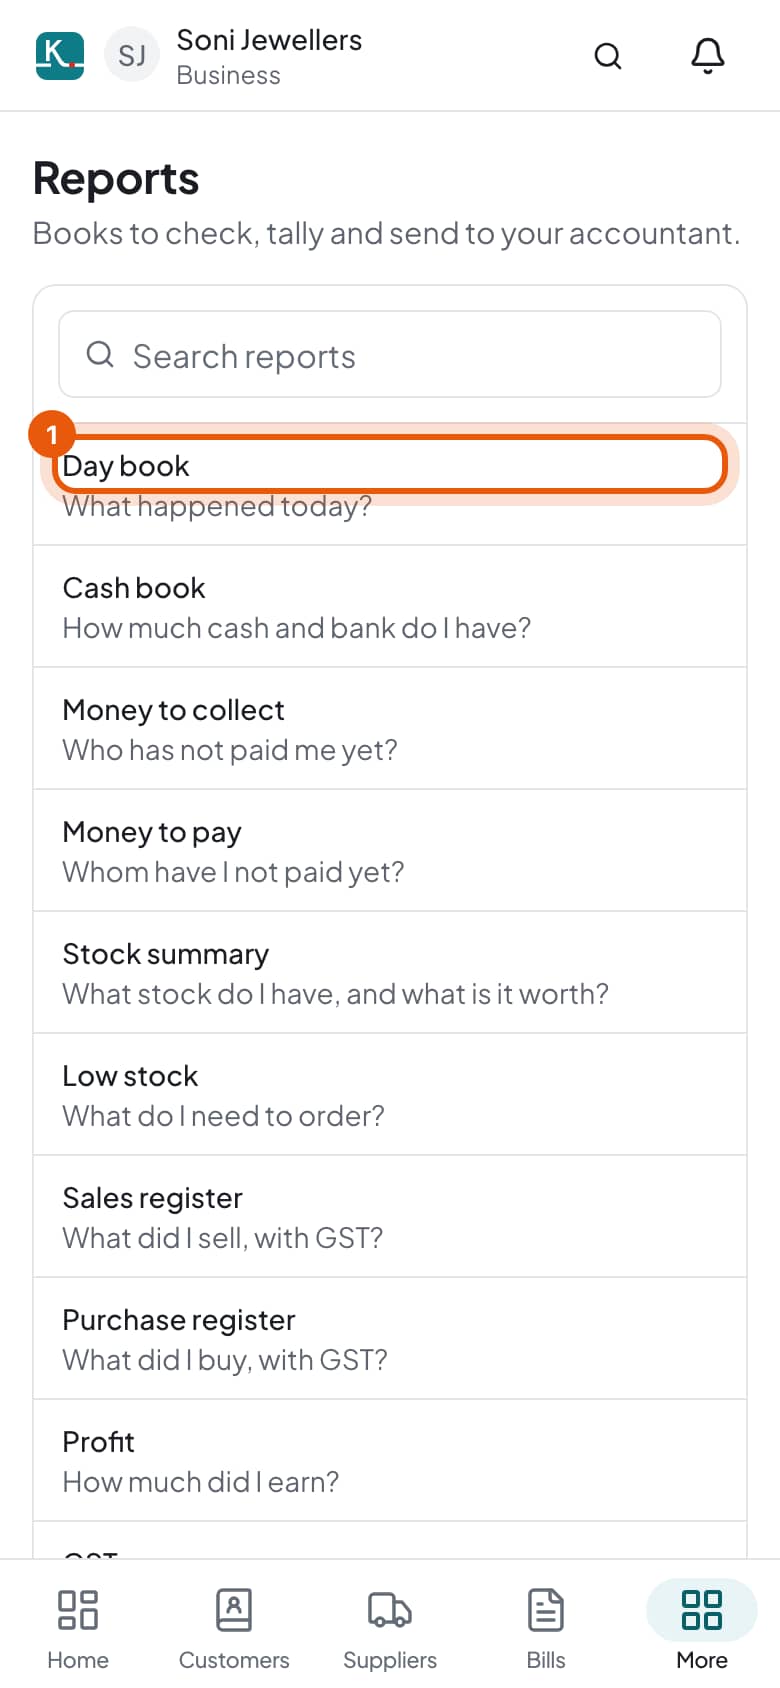 K.
SJ
Soni Jewellers
Business
Reports
Books to check, tally and send to your accountant.
Search reports
1
Day book
What happened today?
Cash book
How much cash and bank do I have?
Money to collect
Who has not paid me yet?
Money to pay
Whom have I not paid yet?
Stock summary
What stock do I have, and what is it worth?
Low stock
What do I need to order?
Sales register
What did I sell, with GST?
Purchase register
What did I buy, with GST?
Profit
How much did I earn?
Home
Customers
Suppliers
Bills
More